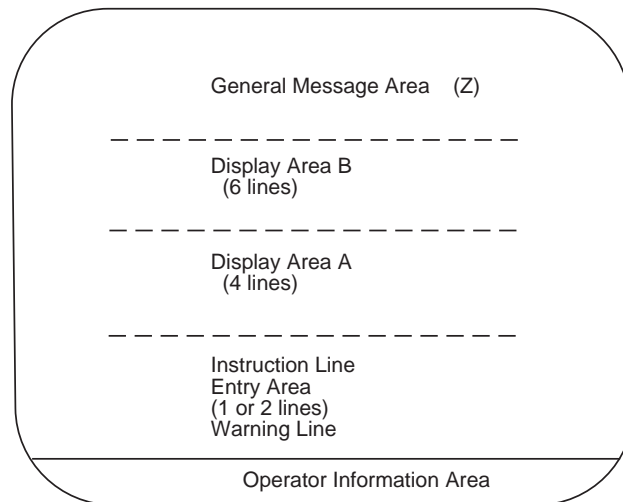 General Message Area (Z)
Display Area B
(6 lines)
Display Area A
(4 lines)
Instruction Line
Entry Area
(1 or 2 lines)
Warning Line
Operator Information Area